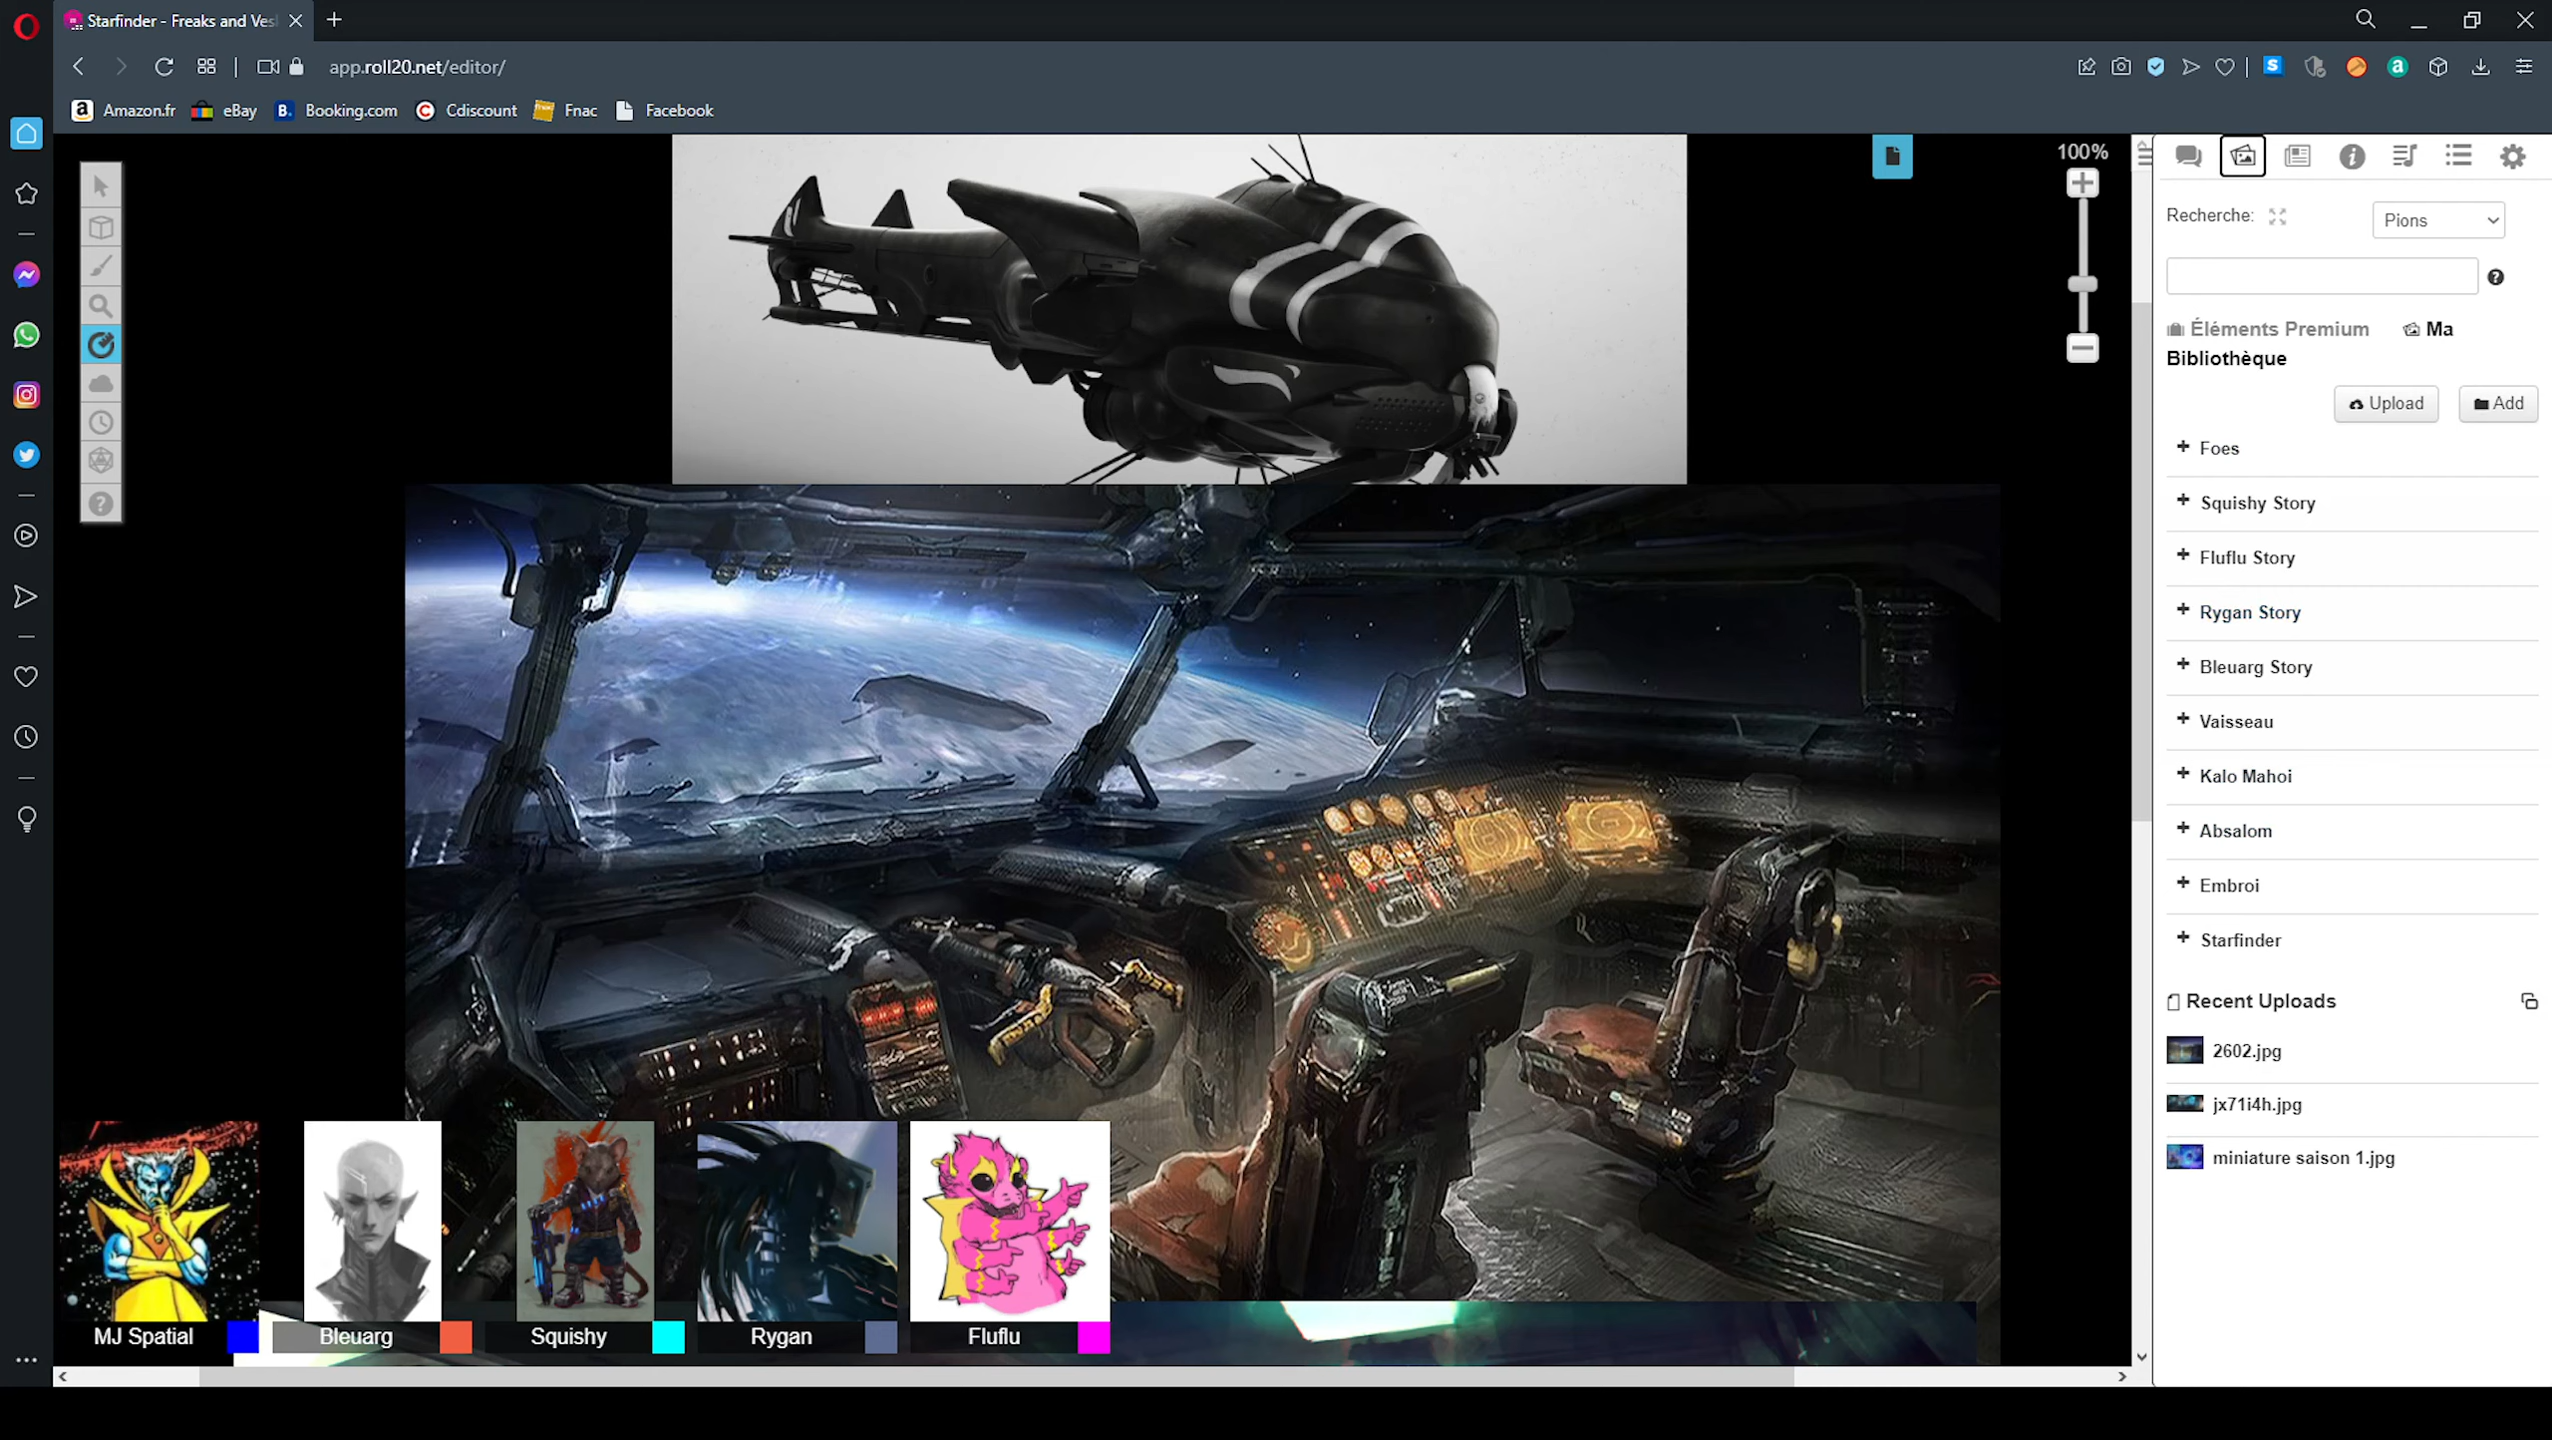 Starfinder - Freaks and Ves
app.roll20.net/editor/
Amazon.fr eBay Booking.com Cdiscount Fnac Facebook
100%
Recherche:
Pions
Éléments Premium Ma
Bibliothèque
Upload Add
Foes
Squishy Story
Fluflu Story
Rygan Story
Bleuarg Story
Vaisseau
Kalo Mahoi
Absalom
Embroi
Starfinder
Recent Uploads
2602.jpg
jx71i4h.jpg
miniature saison 1.jpg
MJ Spatial Bleuarg Squishy Rygan Fluflu